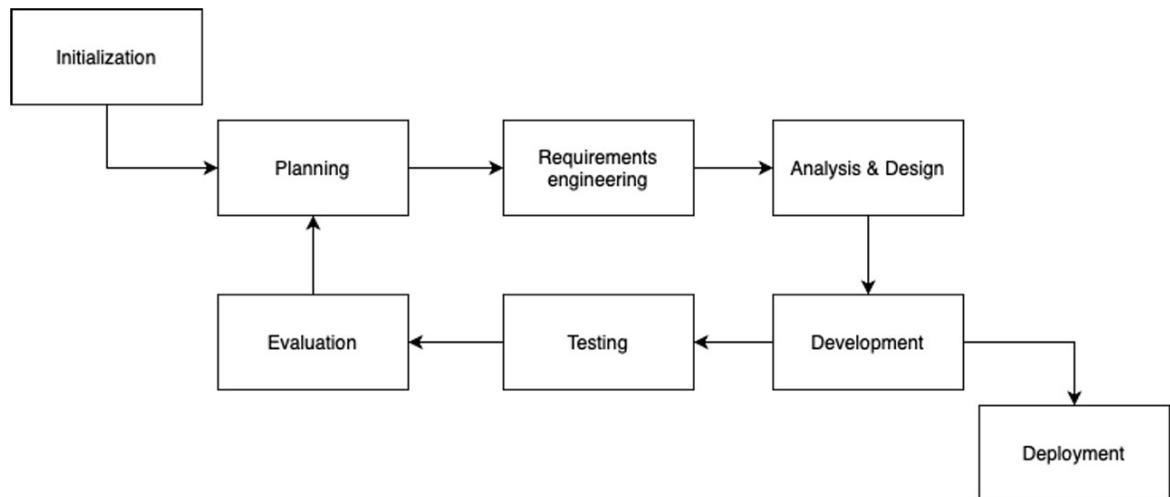 Initialization
Planning
Requirements
engineering
Analysis & Design
Evaluation
Testing
Development
Deployment